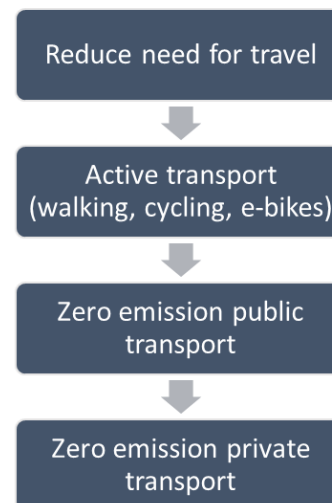 Reduce need for travel
Active transport
(walking, cycling, e-bikes)
Zero emission public
transport
Zero emission private
transport